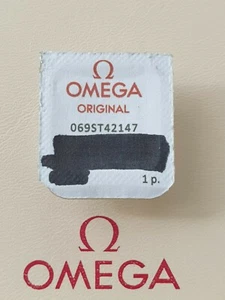 OMEGA
ORIGINAL
069ST42147
1 p.
OMEGA